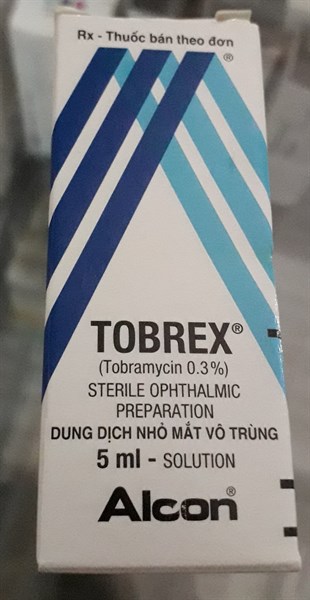 Rx - Thuốc bán theo đơn
®
TOBREX®
(Tobramycin 0.3%)
STERILE OPHTHALMIC
PREPARATION
DUNG DỊCH NHỎ MẮT VÔ TRÙNG
5 ml - SOLUTION
Alcon®